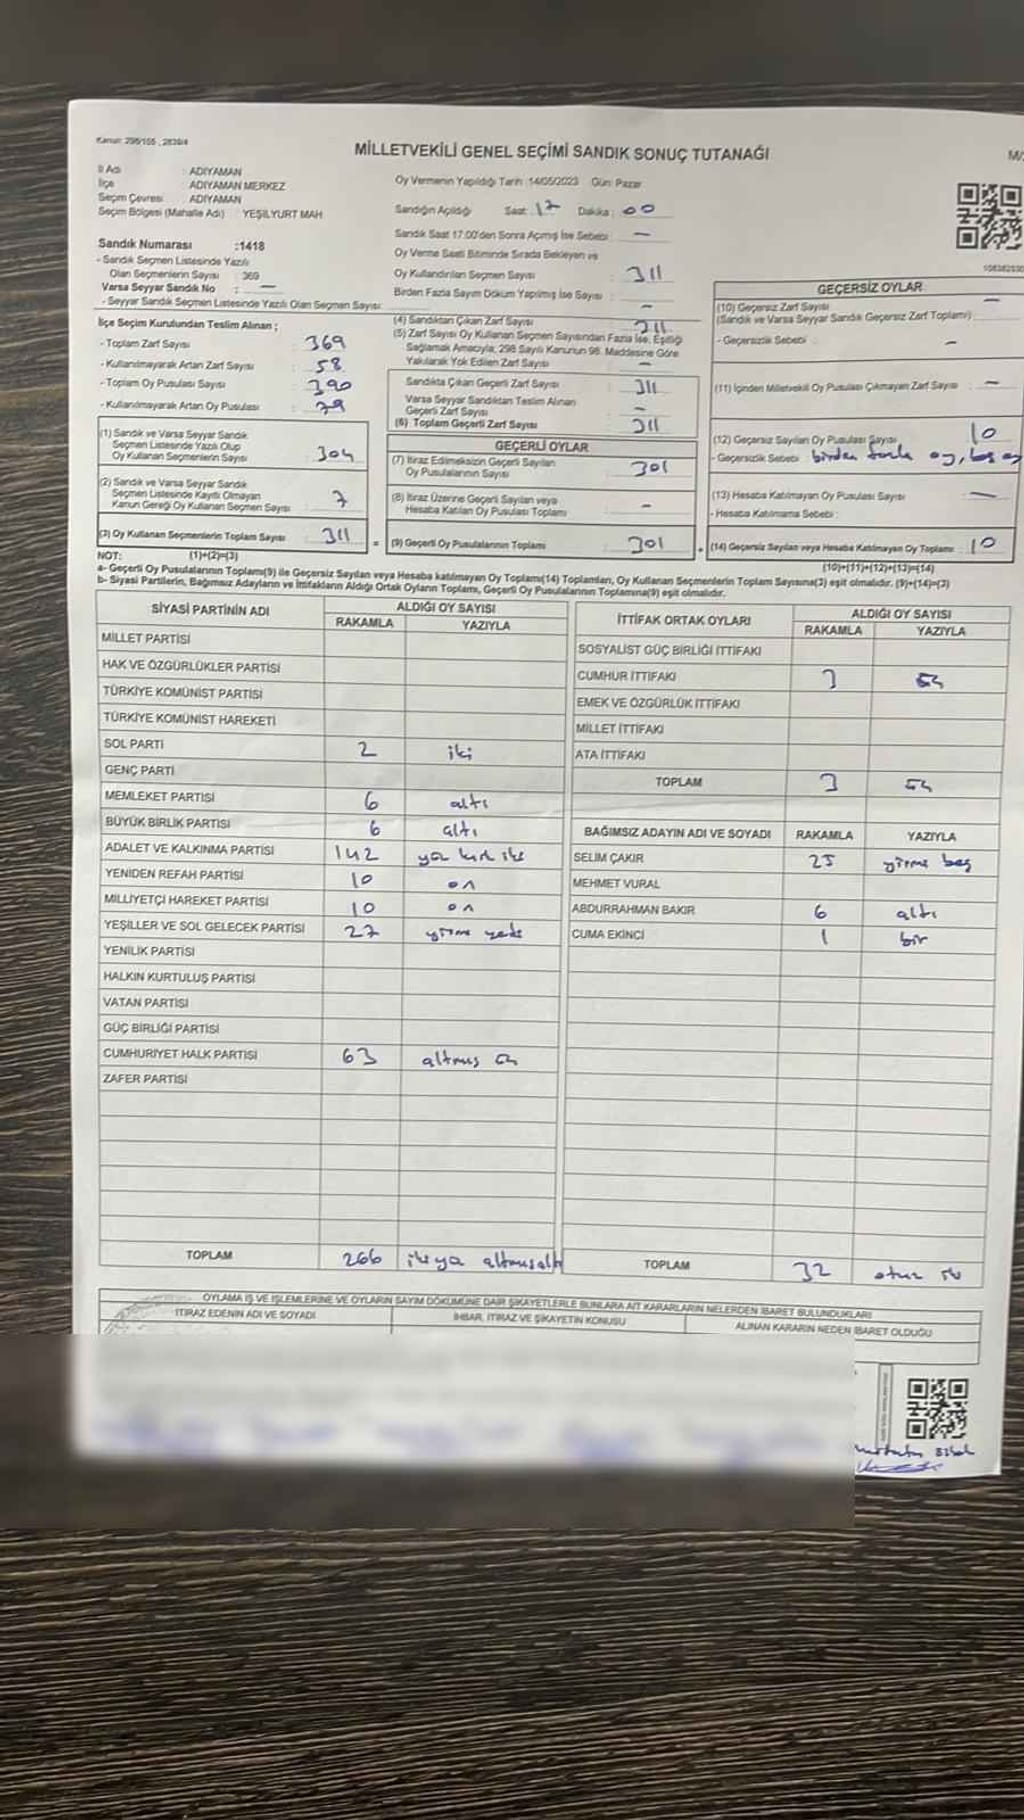 Kanun: 298/155 ; 2839/4
MİLLETVEKİLİ GENEL SEÇİMİ SANDIK SONUÇ TUTANAĞI
İl Adı : ADIYAMAN
İlçe ADIYAMAN MERKEZ
Seçim Çevresi ADIYAMAN
Seçim Bölgesi (Mahalle Adı) : YEŞİLYURT MAH
Sandık Numarası :1418
- Sandık Seçmen Listesinde Yazılı
Olan Seçmenlerin Sayısı : 369
Varsa Seyyar Sandık No : —
- Seyyar Sandık Seçmen Listesinde Yazılı Olan Seçmen Sayısı:
İlçe Seçim Kurulundan Teslim Alınan ;
- Toplam Zarf Sayısı : 369
- Kullanılmayarak Artan Zarf Sayısı : 58
- Toplam Oy Pusulası Sayısı : 390
- Kullanılmayarak Artan Oy Pusulası : 79
(1) Sandık ve Varsa Seyyar Sandık
Seçmen Listesinde Yazılı Olup
Oy Kullanan Seçmenlerin Sayısı : 304
(2) Sandık ve Varsa Seyyar Sandık
Seçmen Listesinde Kayıtlı Olmayan
Kanun Gereği Oy Kullanan Seçmen Sayısı : 7
(3) Oy Kullanan Seçmenlerin Toplam Sayısı : 311 =
Oy Vermenin Yapıldığı Tarih :14/05/2023 Gün: Pazar
Sandığın Açıldığı Saat : 17 Dakika : 00
Sandık Saat 17:00'den Sonra Açılmış İse Sebebi : —
Oy Verme Saati Bitiminde Sırada Bekleyen ve
Oy Kullandırılan Seçmen Sayısı : 311
Birden Fazla Sayım Döküm Yapılmış İse Sayısı : —
(4) Sandıktan Çıkan Zarf Sayısı : 311
(5) Zarf Sayısı Oy Kullanan Seçmen Sayısından Fazla İse, Eşitliği
Sağlamak Amacıyla, 298 Sayılı Kanunun 98. Maddesine Göre
Yakılarak Yok Edilen Zarf Sayısı : —
Sandıkta Çıkan Geçerli Zarf Sayısı : 311
Varsa Seyyar Sandıktan Teslim Alınan
Geçerli Zarf Sayısı : —
(6) Toplam Geçerli Zarf Sayısı : 311
GEÇERLİ OYLAR
(7) İtiraz Edilmeksizin Geçerli Sayılan
Oy Pusulalarının Sayısı : 301
(8) İtiraz Üzerine Geçerli Sayılan veya
Hesaba Katılan Oy Pusulası Toplamı : —
(9) Geçerli Oy Pusulalarının Toplamı : 301 +
GEÇERSİZ OYLAR
(10) Geçersiz Zarf Sayısı —
(Sandık ve Varsa Seyyar Sandık Geçersiz Zarf Toplamı)
- Geçersizlik Sebebi : —
(11) İçinden Milletvekili Oy Pusulası Çıkmayan Zarf Sayısı : —
(12) Geçersiz Sayılan Oy Pusulası Sayısı 10
- Geçersizlik Sebebi birden fazla oy, boş oy
(13) Hesaba Katılmayan Oy Pusulası Sayısı : —
- Hesaba Katılmama Sebebi :
(14) Geçersiz Sayılan veya Hesaba Katılmayan Oy Toplamı : 10
NOT: (1)+(2)=(3) (10)+(11)+(12)+(13)=(14)
a- Geçerli Oy Pusulalarının Toplamı(9) ile Geçersiz Sayılan veya Hesaba katılmayan Oy Toplamı(14) Toplamları, Oy Kullanan Seçmenlerin Toplam Sayısına(3) eşit olmalıdır. (9)+(14)=(3)
b- Siyasi Partilerin, Bağımsız Adayların ve İttifakların Aldığı Ortak Oyların Toplamı, Geçerli Oy Pusulalarının Toplamına(9) eşit olmalıdır.
SİYASİ PARTİNİN ADI ALDIĞI OY SAYISI
RAKAMLA YAZIYLA
MİLLET PARTİSİ
HAK VE ÖZGÜRLÜKLER PARTİSİ
TÜRKİYE KOMÜNİST PARTİSİ
TÜRKİYE KOMÜNİST HAREKETİ
SOL PARTİ 2 iki
GENÇ PARTİ
MEMLEKET PARTİSİ 6 altı
BÜYÜK BİRLİK PARTİSİ 6 altı
ADALET VE KALKINMA PARTİSİ 142 yüz kırk iki
YENİDEN REFAH PARTİSİ 10 on
MİLLİYETÇİ HAREKET PARTİSİ 10 on
YEŞİLLER VE SOL GELECEK PARTİSİ 27 yirmi yedi
YENİLİK PARTİSİ
HALKIN KURTULUŞ PARTİSİ
VATAN PARTİSİ
GÜÇ BİRLİĞİ PARTİSİ
CUMHURİYET HALK PARTİSİ 63 altmış üç
ZAFER PARTİSİ
TOPLAM 266 ikiyüz altmışaltı
İTTİFAK ORTAK OYLARI ALDIĞI OY SAYISI
RAKAMLA YAZIYLA
SOSYALİST GÜÇ BİRLİĞİ İTTİFAKI
CUMHUR İTTİFAKI 3 üç
EMEK VE ÖZGÜRLÜK İTTİFAKI
MİLLET İTTİFAKI
ATA İTTİFAKI
TOPLAM 3 üç
BAĞIMSIZ ADAYIN ADI VE SOYADI RAKAMLA YAZIYLA
SELİM ÇAKIR 25 yirmi beş
MEHMET VURAL
ABDURRAHMAN BAKIR 6 altı
CUMA EKİNCİ 1 bir
TOPLAM 32 otuz iki
OYLAMA İŞ VE İŞLEMLERİNE VE OYLARIN SAYIM DÖKÜMÜNE DAİR ŞİKAYETLERLE BUNLARA AİT KARARLARIN NELERDEN İBARET BULUNDUKLARI
İTİRAZ EDENİN ADI VE SOYADI İHBAR, İTİRAZ VE ŞİKAYETİN KONUSU ALINAN KARARIN NEDEN İBARET OLDUĞU